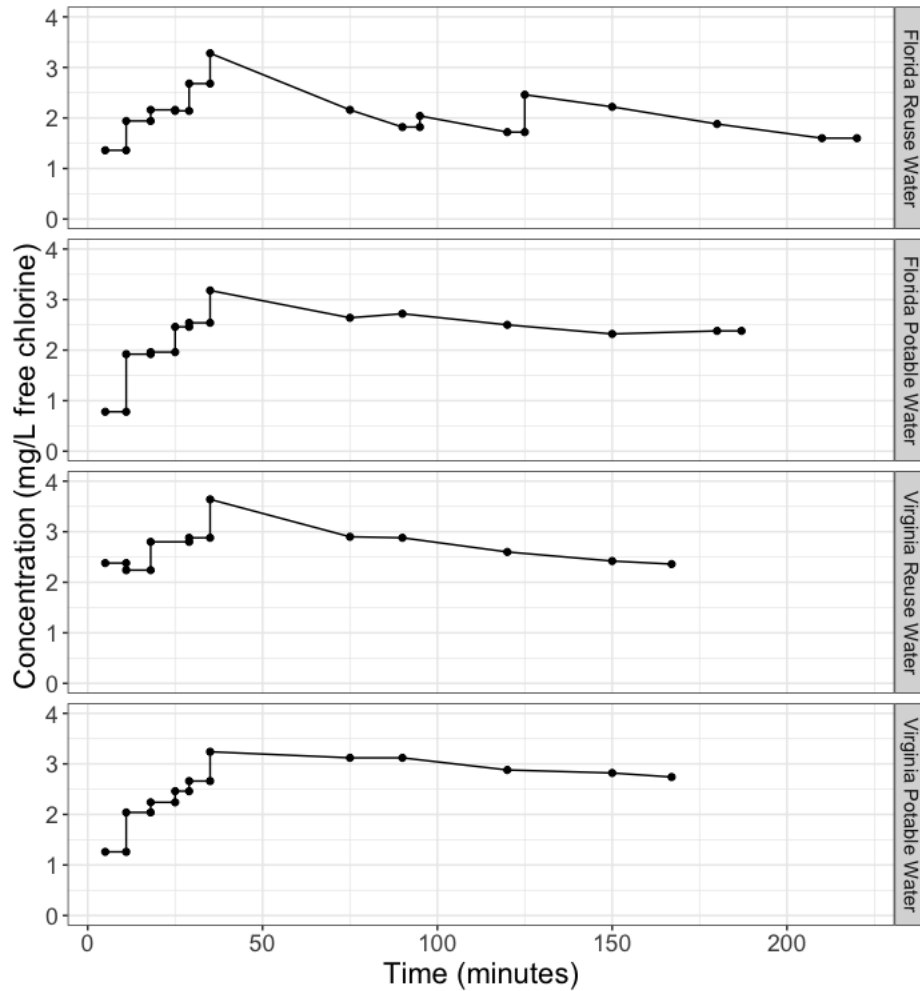 4
3
2
1
0
Florida Reuse Water
4
3
2
1
0
Florida Potable Water
4
3
2
1
0
Virginia Reuse Water
4
3
2
1
0
Virginia Potable Water
Concentration (mg/L free chlorine)
0 50 100 150 200
Time (minutes)